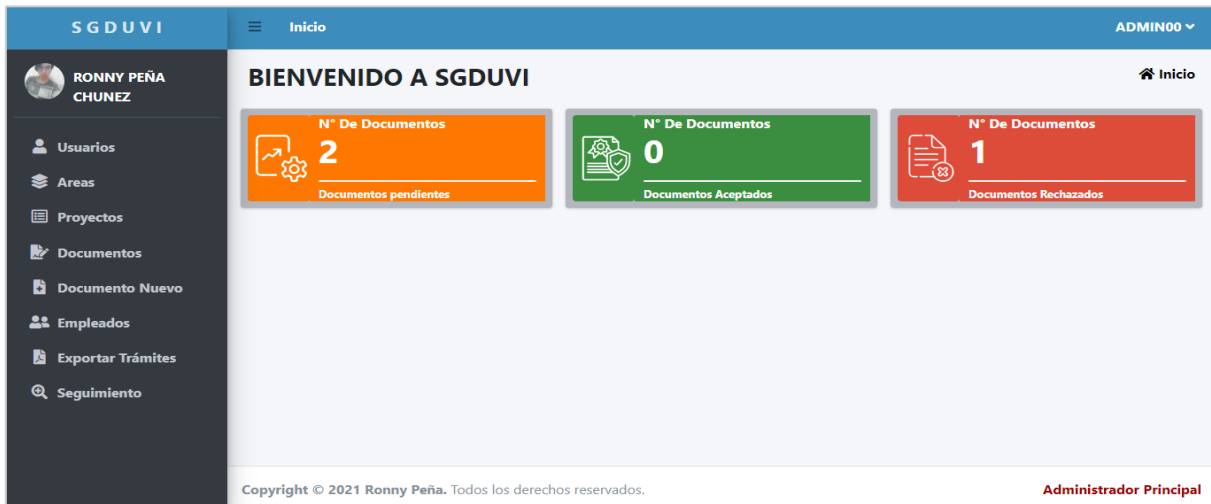 SGDUVI
Inicio
ADMIN00
RONNY PEÑA
CHUNEZ
Usuarios
Areas
Proyectos
Documentos
Documento Nuevo
Empleados
Exportar Trámites
Seguimiento
BIENVENIDO A SGDUVI
Inicio
N° De Documentos
2
Documentos pendientes
N° De Documentos
0
Documentos Aceptados
N° De Documentos
1
Documentos Rechazados
Copyright © 2021 Ronny Peña. Todos los derechos reservados.
Administrador Principal